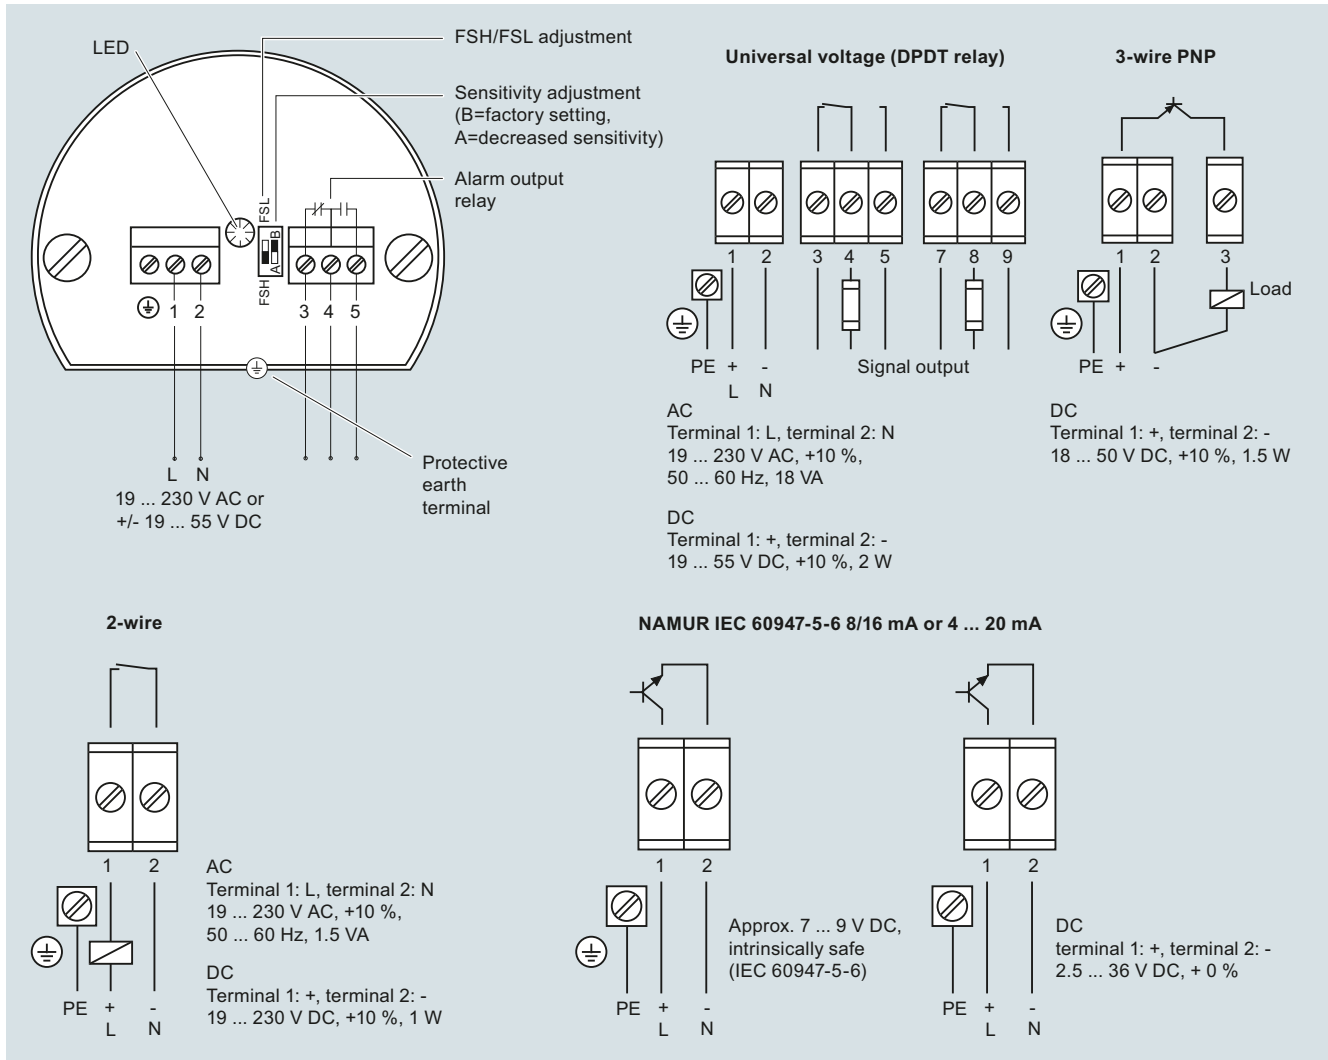 LED
FSH/FSL adjustment
Sensitivity adjustment
(B=factory setting,
A=decreased sensitivity)
Alarm output
relay
FSL
B
A
FSH
1 2
3 4 5
L N
19 ... 230 V AC or
+/- 19 ... 55 V DC
Protective
earth
terminal
Universal voltage (DPDT relay)
1 2 3 4 5 7 8 9
PE + -
L N
Signal output
AC
Terminal 1: L, terminal 2: N
19 ... 230 V AC, +10 %,
50 ... 60 Hz, 18 VA
DC
Terminal 1: +, terminal 2: -
19 ... 55 V DC, +10 %, 2 W
3-wire PNP
1 2 3
Load
PE + -
DC
Terminal 1: +, terminal 2: -
18 ... 50 V DC, +10 %, 1.5 W
2-wire
1 2
PE + -
L N
AC
Terminal 1: L, terminal 2: N
19 ... 230 V AC, +10 %,
50 ... 60 Hz, 1.5 VA
DC
Terminal 1: +, terminal 2: -
19 ... 230 V DC, +10 %, 1 W
NAMUR IEC 60947-5-6 8/16 mA or 4 ... 20 mA
1 2
PE + -
L N
Approx. 7 ... 9 V DC,
intrinsically safe
(IEC 60947-5-6)
1 2
PE + -
L N
DC
terminal 1: +, terminal 2: -
2.5 ... 36 V DC, + 0 %